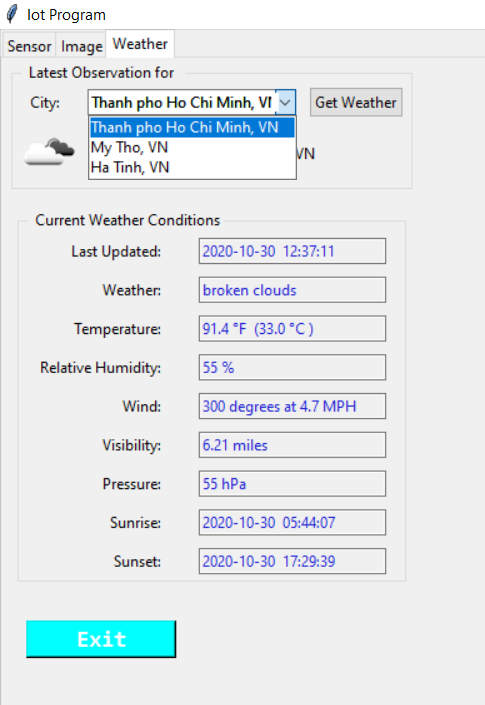 Iot Program
Sensor Image Weather
Latest Observation for
City: Thanh pho Ho Chi Minh, VN Get Weather
Thanh pho Ho Chi Minh, VN
My Tho, VN
VN
Ha Tinh, VN
Current Weather Conditions
Last Updated: 2020-10-30 12:37:11
Weather: broken clouds
Temperature: 91.4 °F (33.0 °C )
Relative Humidity: 55 %
Wind: 300 degrees at 4.7 MPH
Visibility: 6.21 miles
Pressure: 55 hPa
Sunrise: 2020-10-30 05:44:07
Sunset: 2020-10-30 17:29:39
Exit